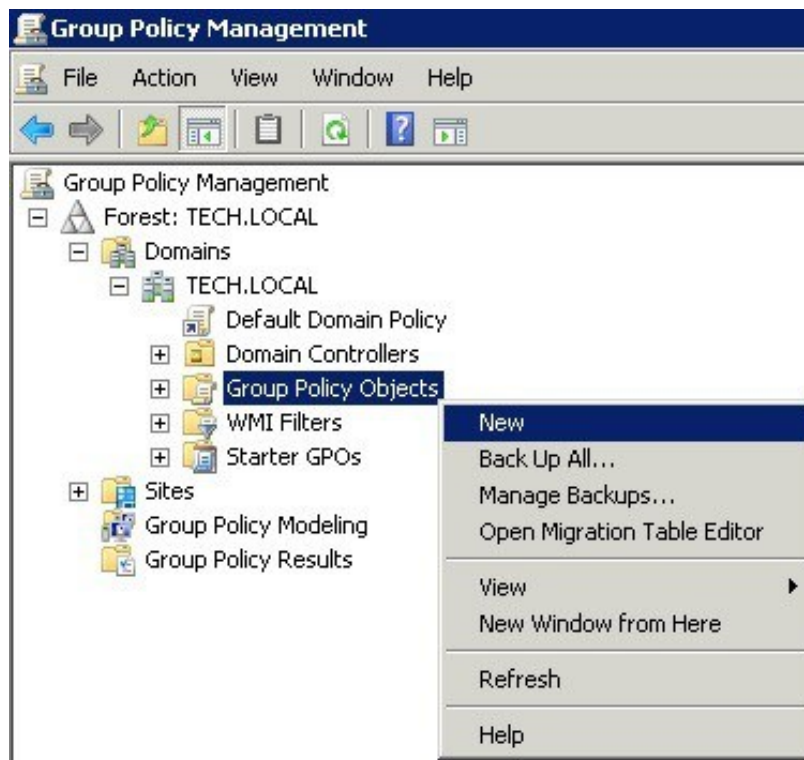 Group Policy Management
File Action View Window Help
Group Policy Management
Forest: TECH.LOCAL
Domains
TECH.LOCAL
Default Domain Policy
Domain Controllers
Group Policy Objects
WMI Filters
Starter GPOs
Sites
Group Policy Modeling
Group Policy Results
New
Back Up All...
Manage Backups...
Open Migration Table Editor
View
New Window from Here
Refresh
Help